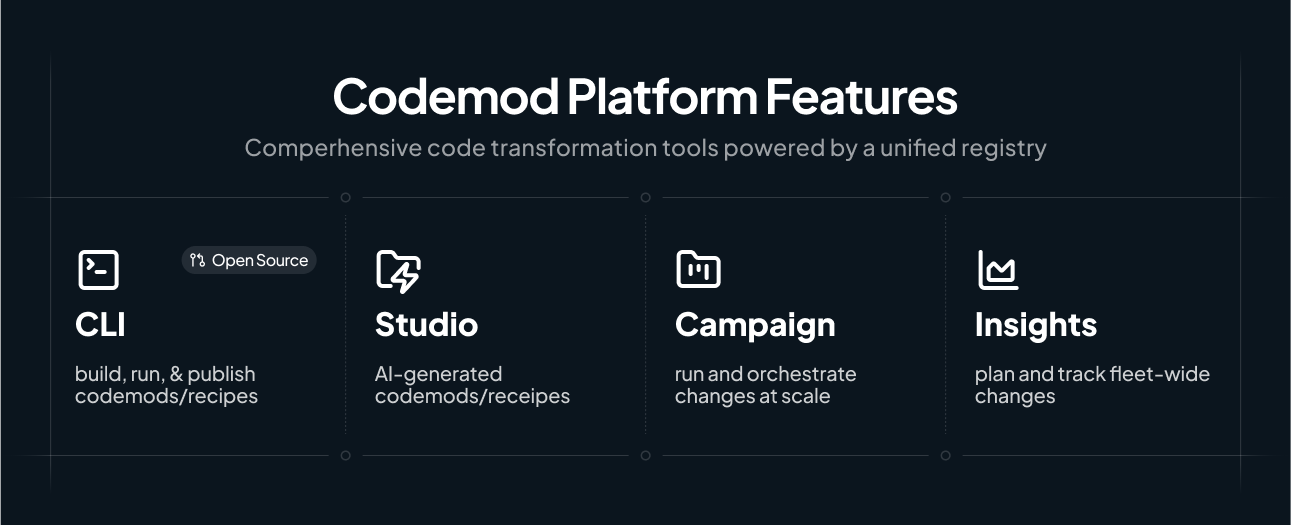 Codemod Platform Features
Comperhensive code transformation tools powered by a unified registry
Open Source
CLI
build, run, & publish
codemods/recipes
Studio
AI-generated
codemods/receipes
Campaign
run and orchestrate
changes at scale
Insights
plan and track fleet-wide
changes